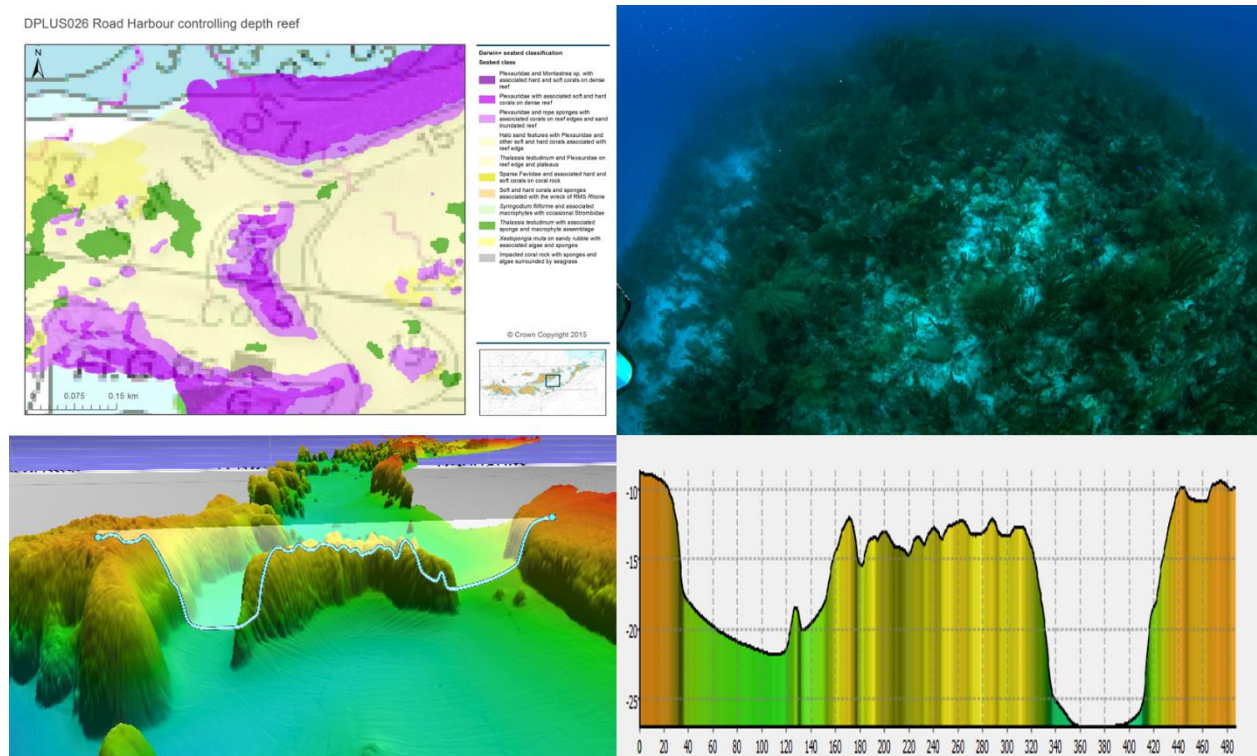 DPLUS026 Road Harbour controlling depth reef
N
Darwin+ seabed classification
Seabed class
Plexauridae and Montastrea sp. with
associated hard and soft corals on dense
reef
Plexauridae with associated soft and hard
corals on dense reef
Plexauridae and rope sponges with
associated corals on reef edges and sand
inundated reef
Halo sand features with Plexauridae and
other soft and hard corals associated with
reef edge
Thalassia testudinum and Plexauridae on
reef edge and plateaus
Sparse Faviidae and associated hard and
soft corals on coral rock
Soft and hard corals and sponges
associated with the wreck of RMS Rhone
Syringodium filiforme and associated
macrophytes with occasional Strombidae
Thalassia testudinum with associated
sponge and macrophyte assemblage
Xestospongia muta on sandy rubble with
associated algae and sponges
Impacted coral rock with sponges and
algae surrounded by seagrass
© Crown Copyright 2015
0 0.075 0.15 km
-10
-15
-20
-25
0 20 40 60 80 100 120 140 160 180 200 220 240 260 280 300 320 340 360 380 400 420 440 460 480